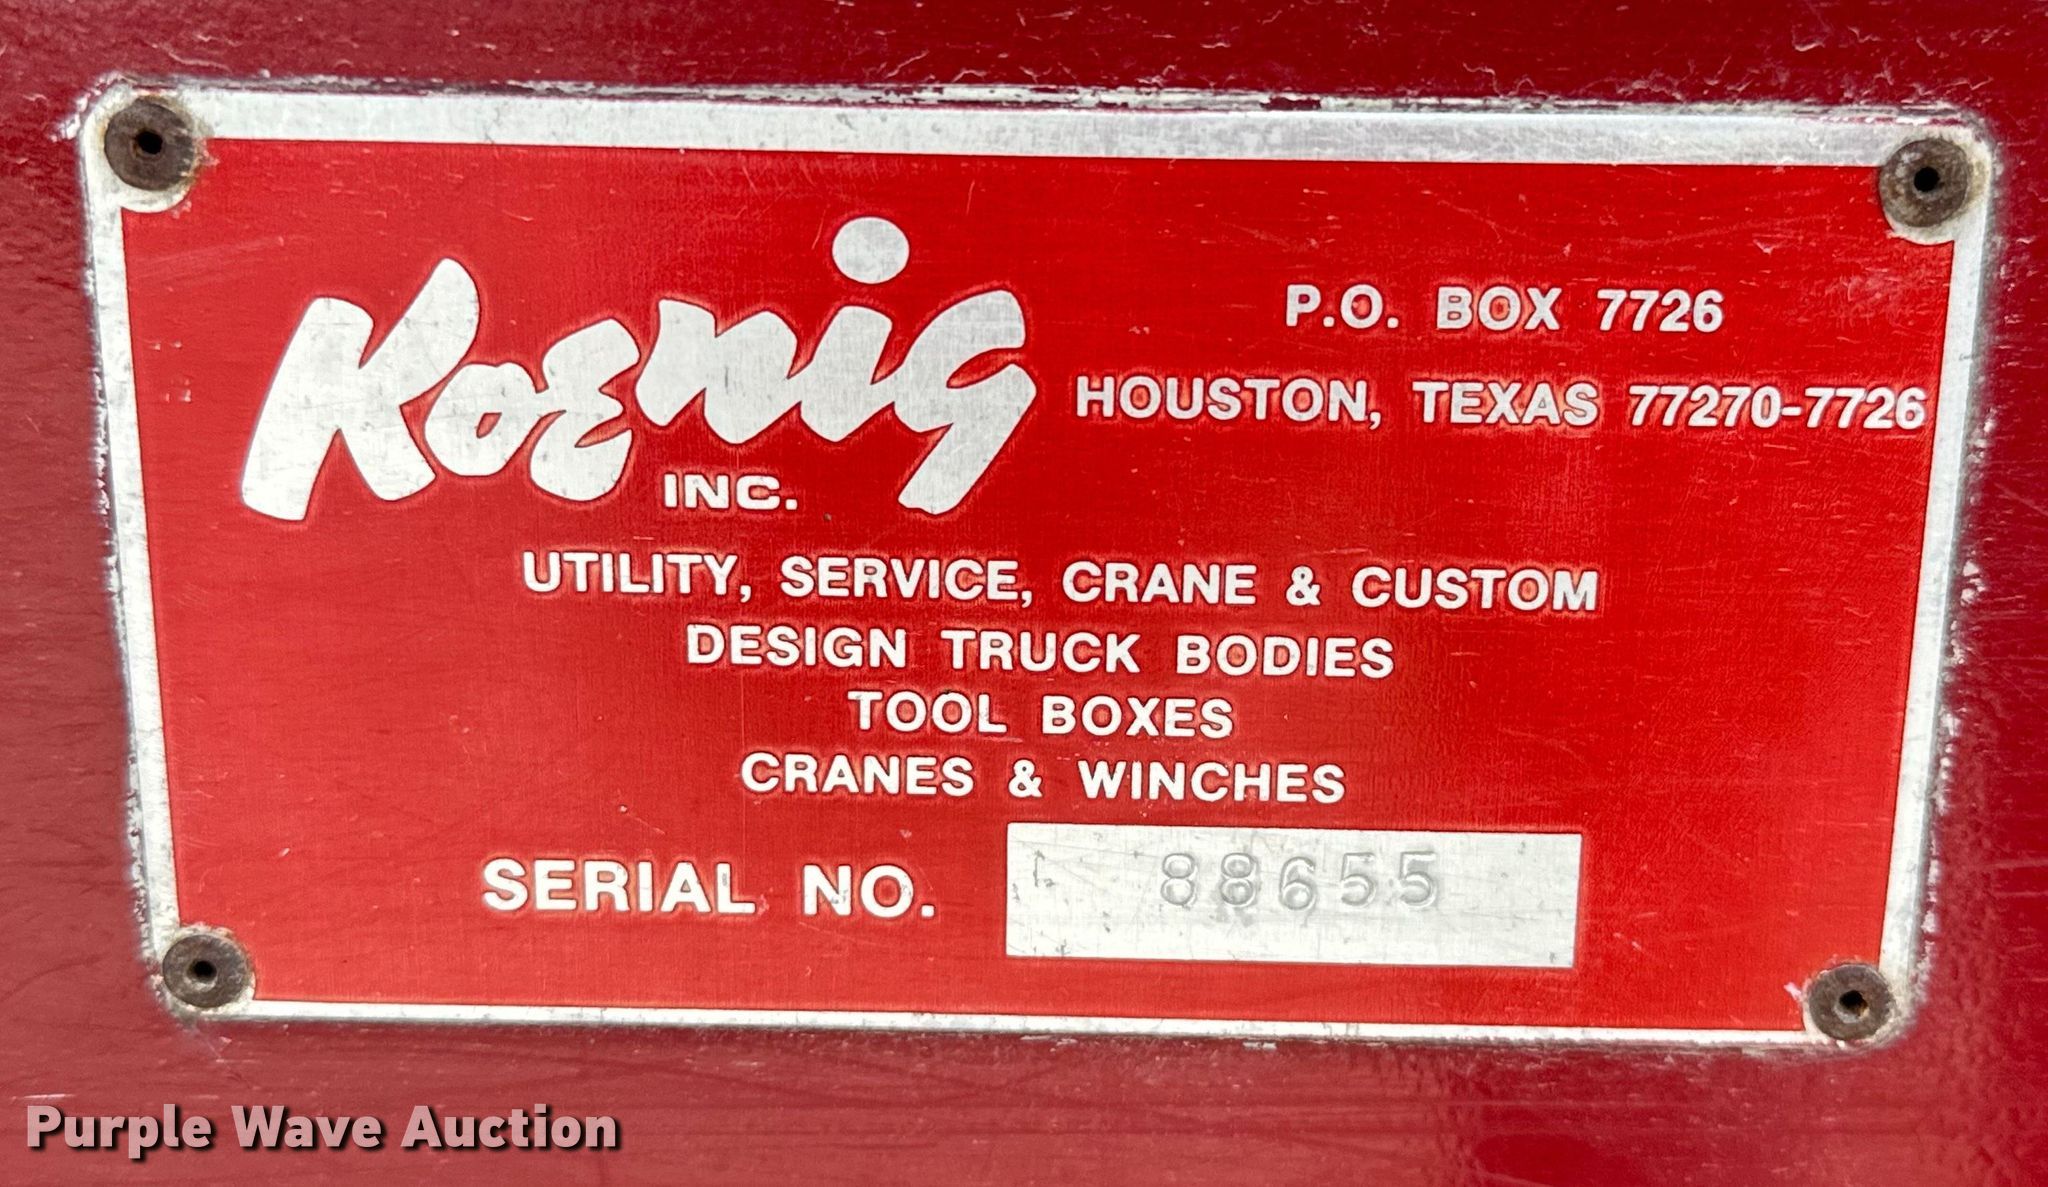 Koenig
INC.
P.O. BOX 7726
HOUSTON, TEXAS 77270-7726
UTILITY, SERVICE, CRANE & CUSTOM
DESIGN TRUCK BODIES
TOOL BOXES
CRANES & WINCHES
SERIAL NO. 88655
Purple Wave Auction